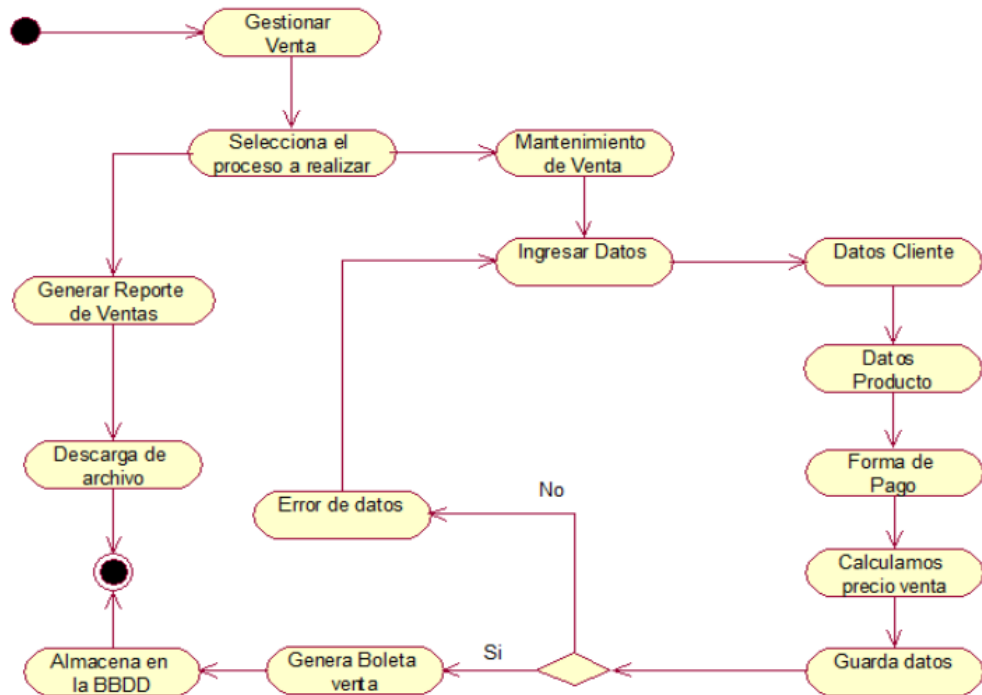 Gestionar
Venta
Selecciona el
proceso a realizar
Mantenimiento
de Venta
Ingresar Datos
Datos Cliente
Generar Reporte
de Ventas
Datos
Producto
Descarga de
archivo
Forma de
Pago
No
Error de datos
Calculamos
precio venta
Si
Almacena en
la BBDD
Genera Boleta
venta
Guarda datos